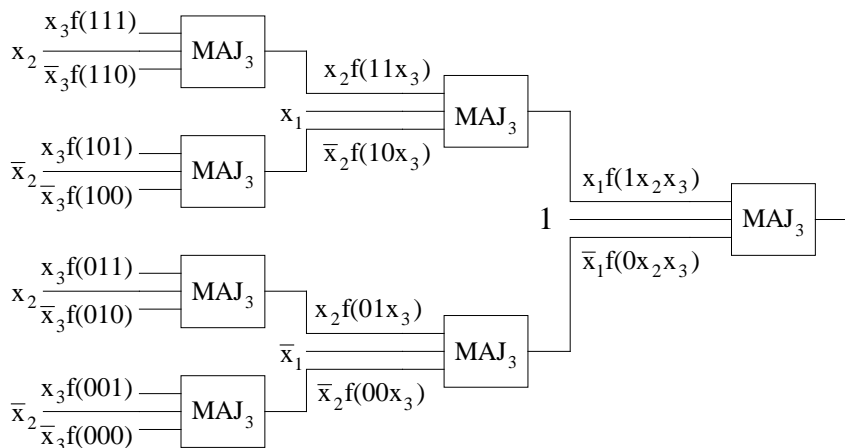 x₃f(111)
x₂
MAJ₃
x̅₃f(110)
x₂f(11x₃)
x₁
MAJ₃
x̅₂f(10x₃)
x₃f(101)
x̅₂
MAJ₃
x̅₃f(100)
x₁f(1x₂x₃)
1
MAJ₃
x̅₁f(0x₂x₃)
x₃f(011)
x₂
MAJ₃
x̅₃f(010)
x₂f(01x₃)
x̅₁
MAJ₃
x̅₂f(00x₃)
x₃f(001)
x̅₂
MAJ₃
x̅₃f(000)